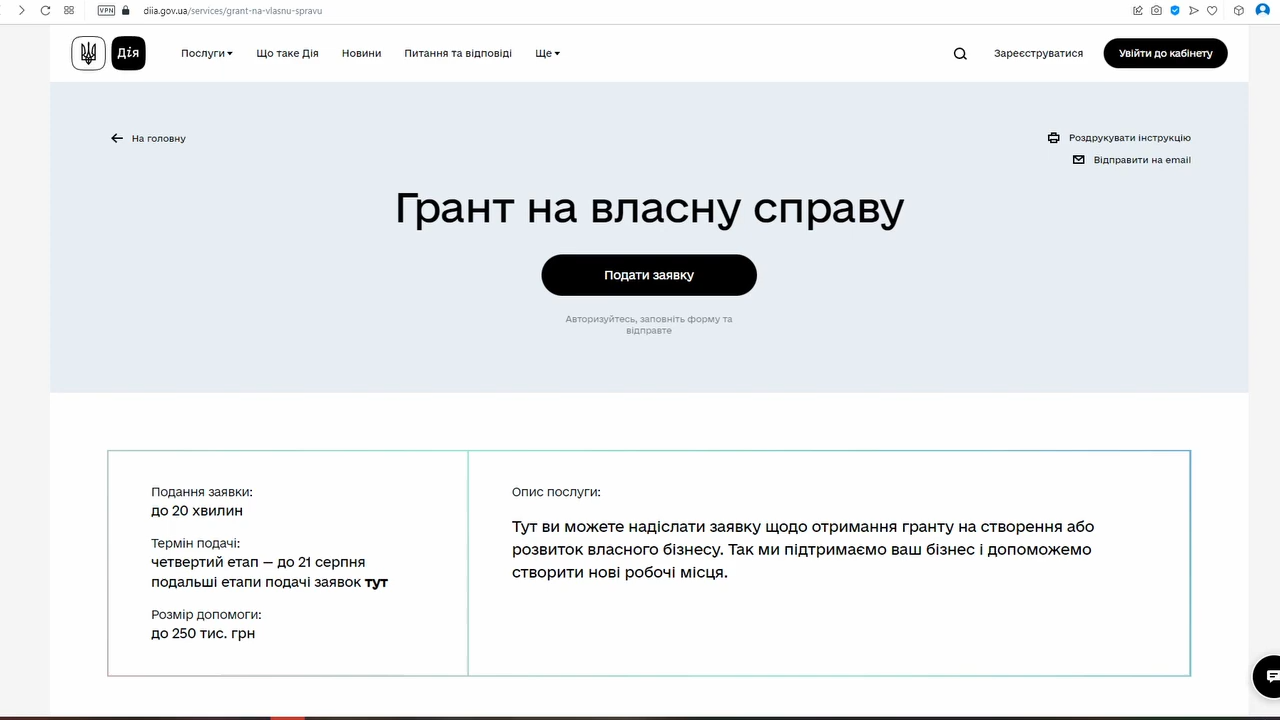 VPN
diia.gov.ua/services/grant-na-vlasnu-spravu
Дія
Послуги
Що таке Дія
Новини
Питання та відповіді
Ще
Зареєструватися
Увійти до кабінету
На головну
Роздрукувати інструкцію
Відправити на email
Грант на власну справу
Подати заявку
Авторизуйтесь, заповніть форму та
відправте
Подання заявки:
до 20 хвилин
Термін подачі:
четвертий етап — до 21 серпня
подальші етапи подачі заявок тут
Розмір допомоги:
до 250 тис. грн
Опис послуги:
Тут ви можете надіслати заявку щодо отримання гранту на створення або
розвиток власного бізнесу. Так ми підтримаємо ваш бізнес і допоможемо
створити нові робочі місця.